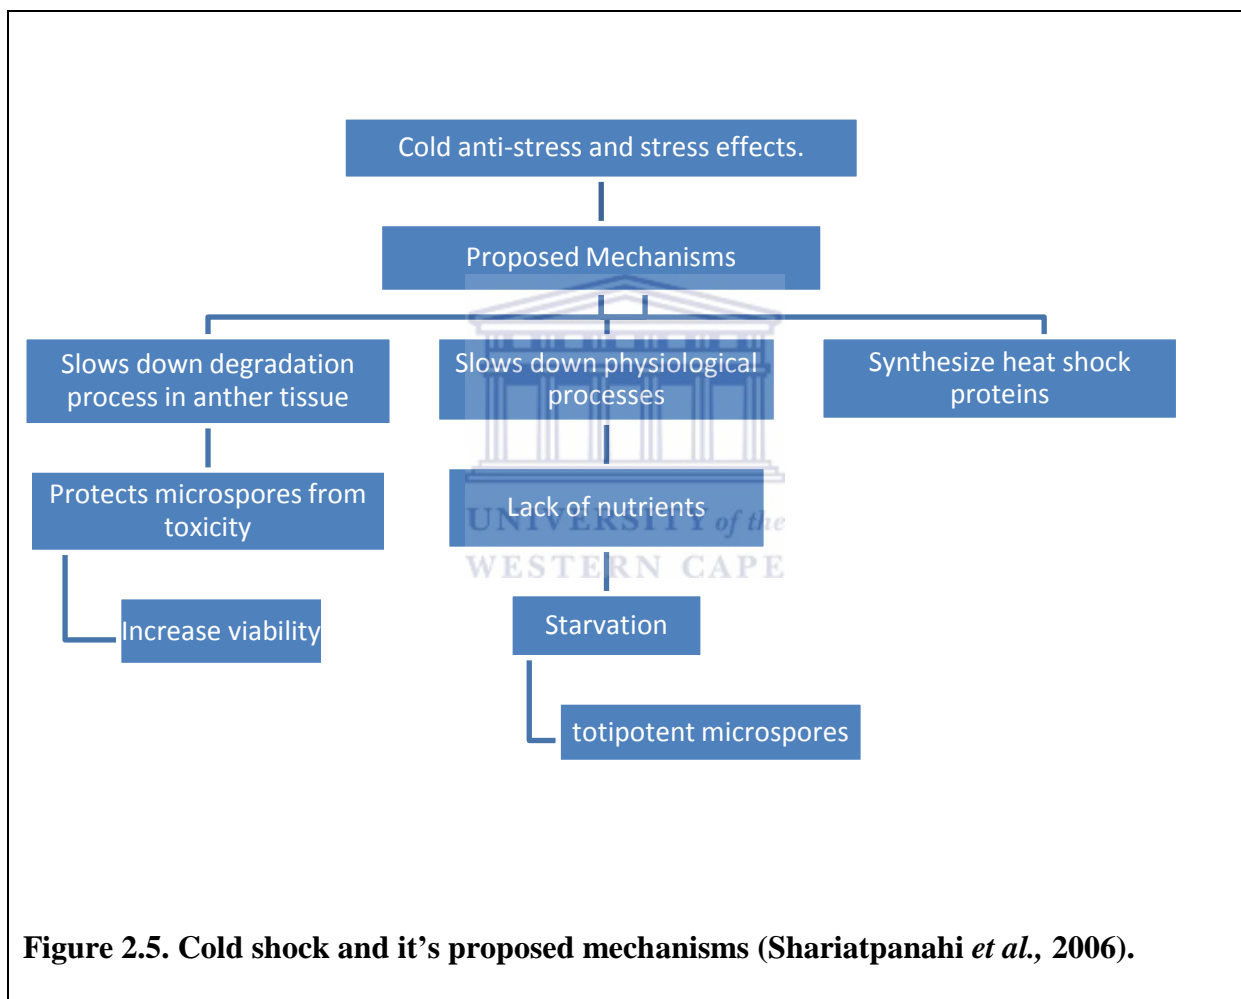 Cold anti-stress and stress effects.
Proposed Mechanisms
Slows down degradation
process in anther tissue
Slows down physiological
processes
Synthesize heat shock
proteins
Protects microspores from
toxicity
Lack of nutrients
UNIVERSITY of the
WESTERN CAPE
Increase viability
Starvation
totipotent microspores
Figure 2.5. Cold shock and it’s proposed mechanisms (Shariatpanahi et al., 2006).